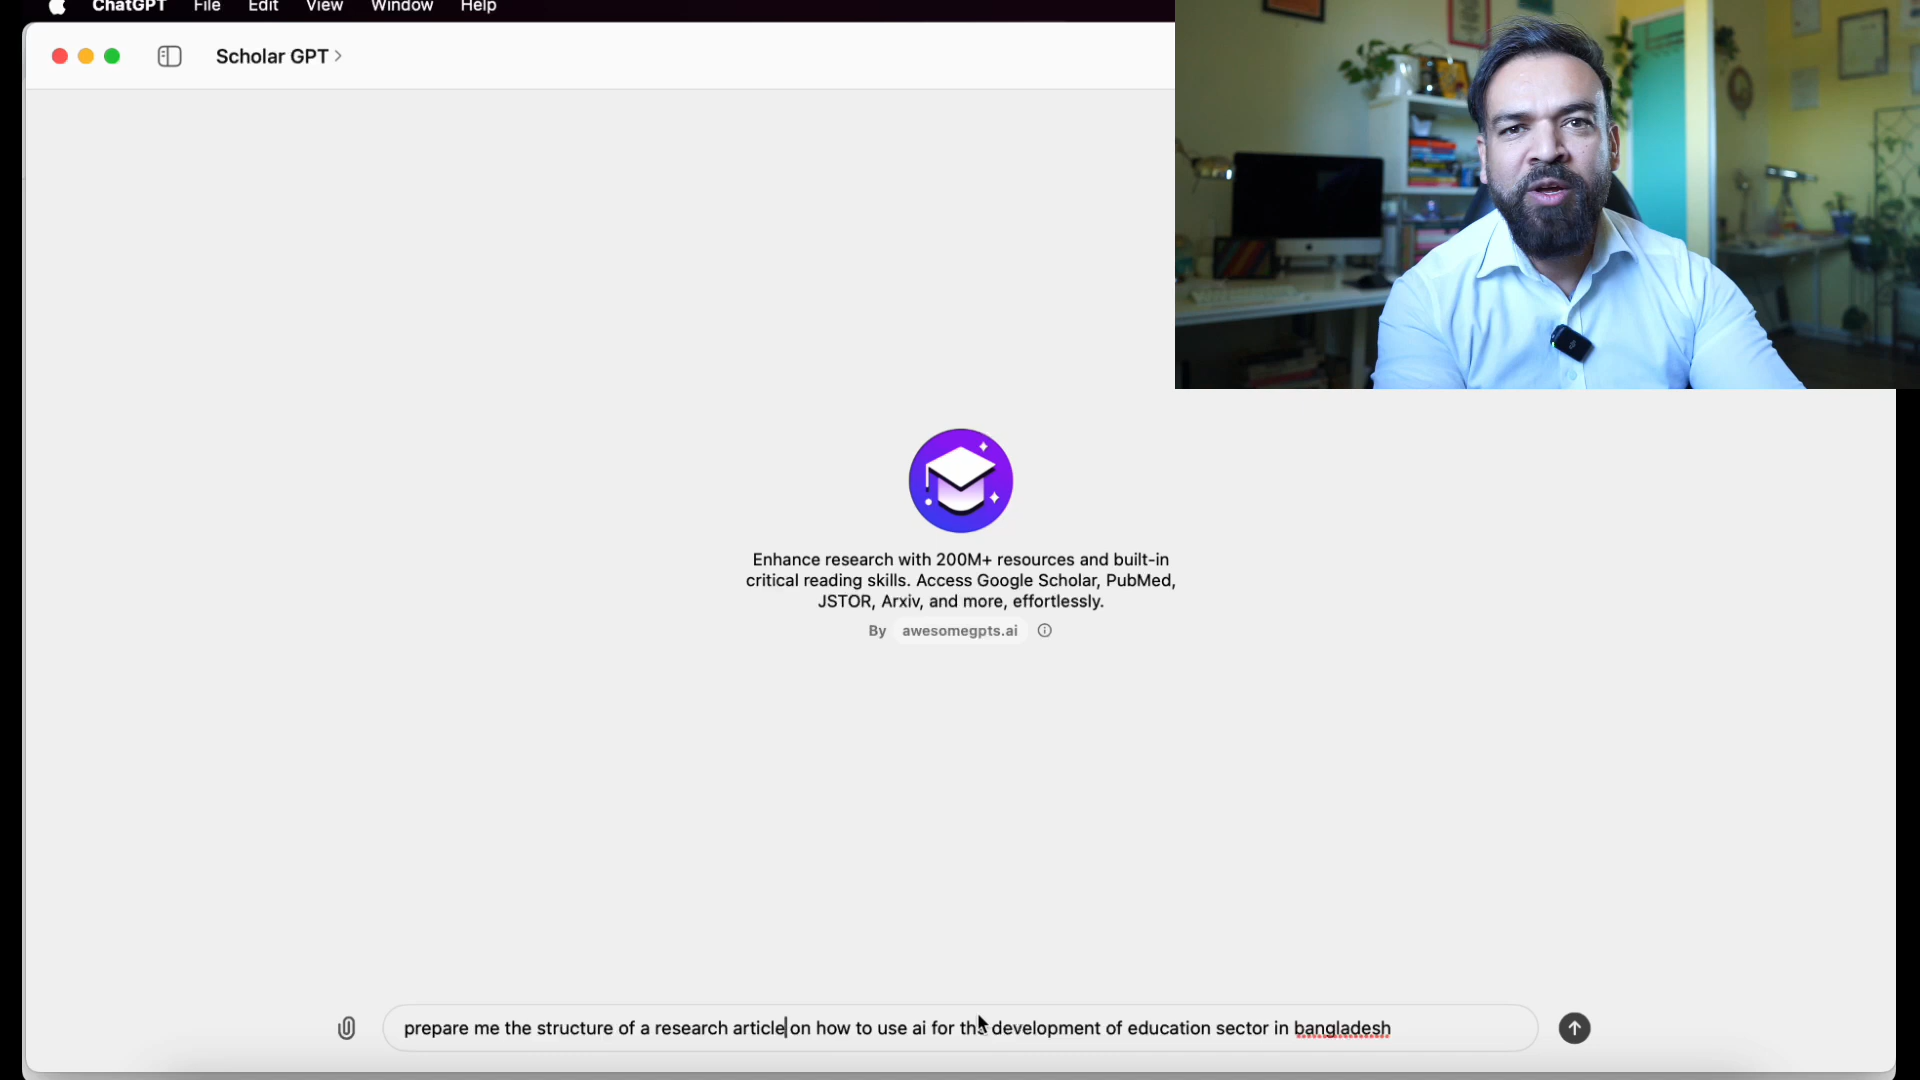 ChatGPT File Edit View Window Help
Scholar GPT
Enhance research with 200M+ resources and built-in
critical reading skills. Access Google Scholar, PubMed,
JSTOR, Arxiv, and more, effortlessly.
By awesomegpts.ai
prepare me the structure of a research article on how to use ai for the development of education sector in bangladesh